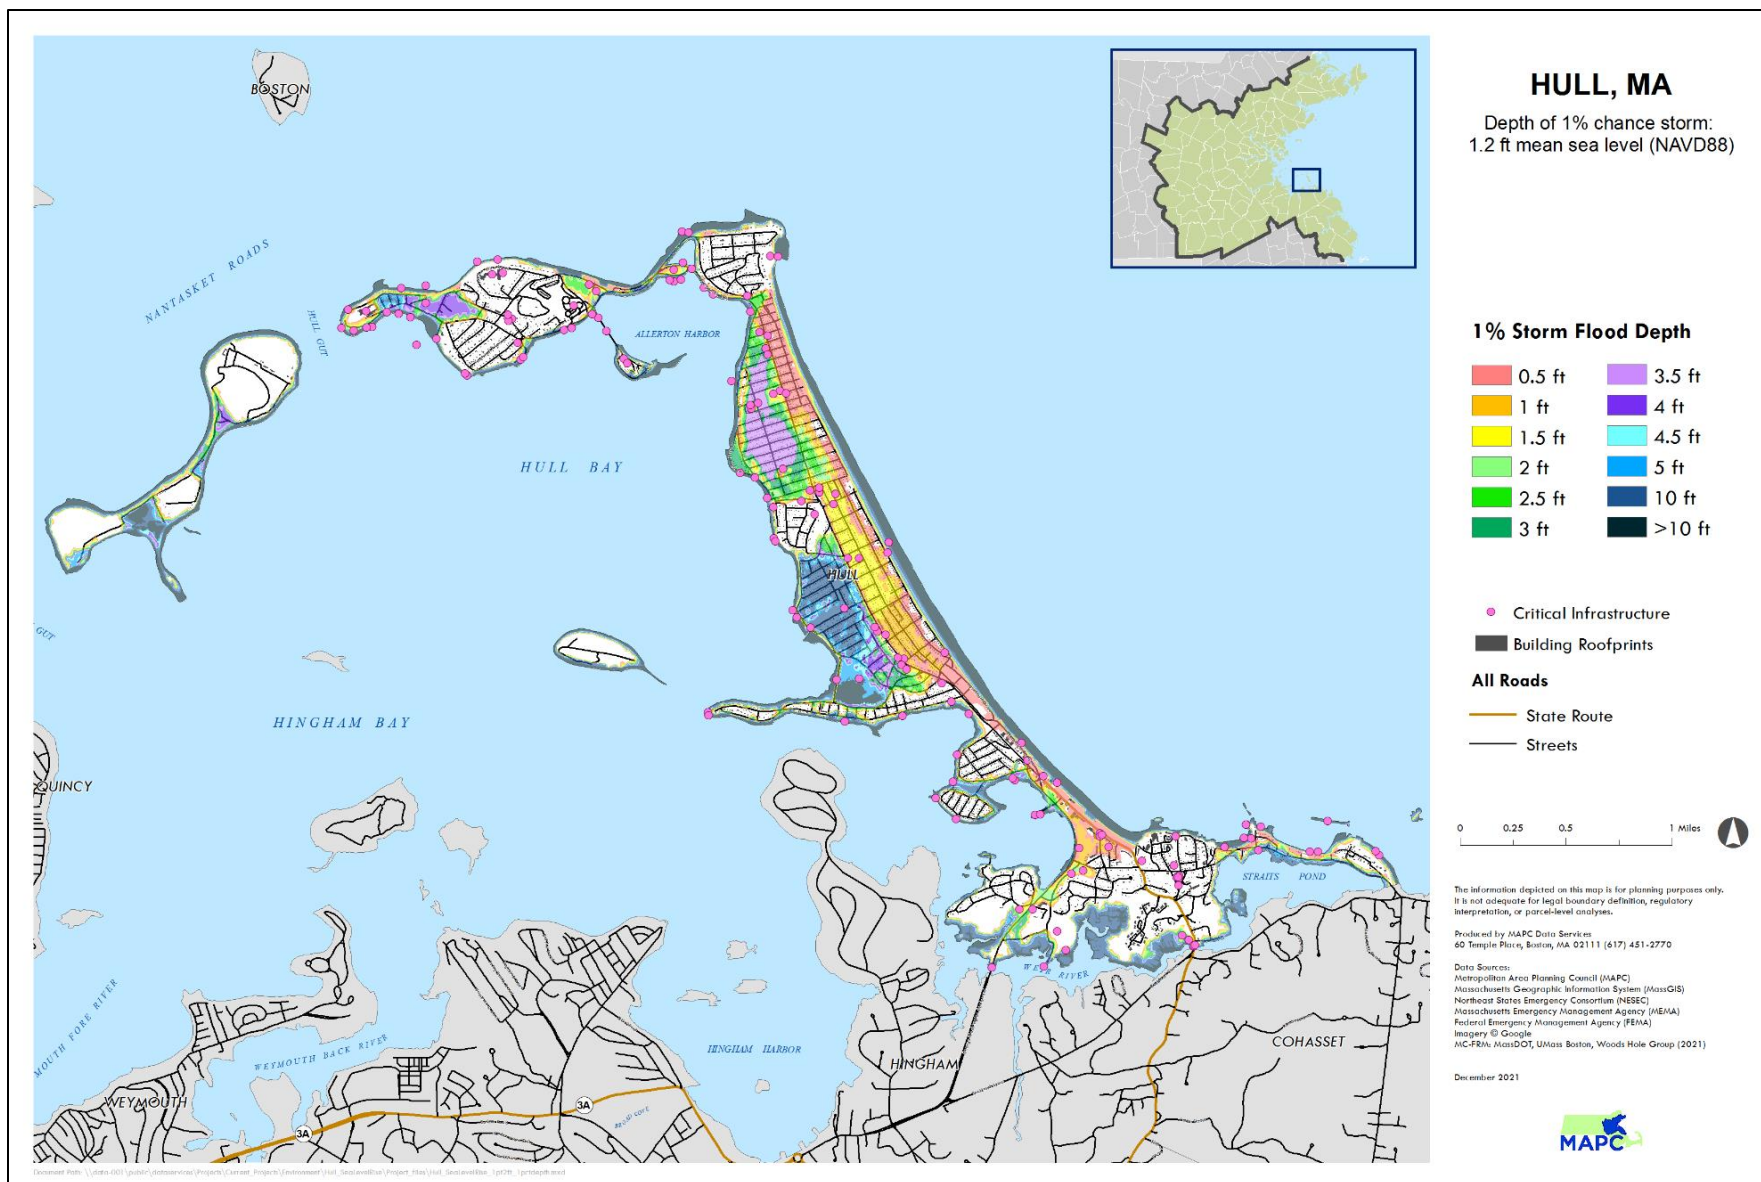 HULL, MA
Depth of 1% chance storm:
1.2 ft mean sea level (NAVD88)
BOSTON
NANTASKET ROADS
HULL GUT
ALLERTON HARBOR
HULL BAY
HULL
GUT
HINGHAM BAY
QUINCY
STRAITS POND
WEIR RIVER
MOUTH FORE RIVER
WEYMOUTH BACK RIVER
HINGHAM HARBOR
HINGHAM
COHASSET
WEYMOUTH
3A
3A
1% Storm Flood Depth
0.5 ft
3.5 ft
1 ft
4 ft
1.5 ft
4.5 ft
2 ft
5 ft
2.5 ft
10 ft
3 ft
>10 ft
Critical Infrastructure
Building Roofprints
All Roads
State Route
Streets
0 0.25 0.5 1 Miles
The information depicted on this map is for planning purposes only.
It is not adequate for legal boundary definition, regulatory
interpretation, or parcel-level analyses.
Produced by MAPC Data Services
60 Temple Place, Boston, MA 02111 (617) 451-2770
Data Sources:
Metropolitan Area Planning Council (MAPC)
Massachusetts Geographic Information System (MassGIS)
Northeast States Emergency Consortium (NESEC)
Massachusetts Emergency Management Agency (MEMA)
Federal Emergency Management Agency (FEMA)
Imagery © Google
MC-FRM: MassDOT, UMass Boston, Woods Hole Group (2021)
December 2021
MAPC